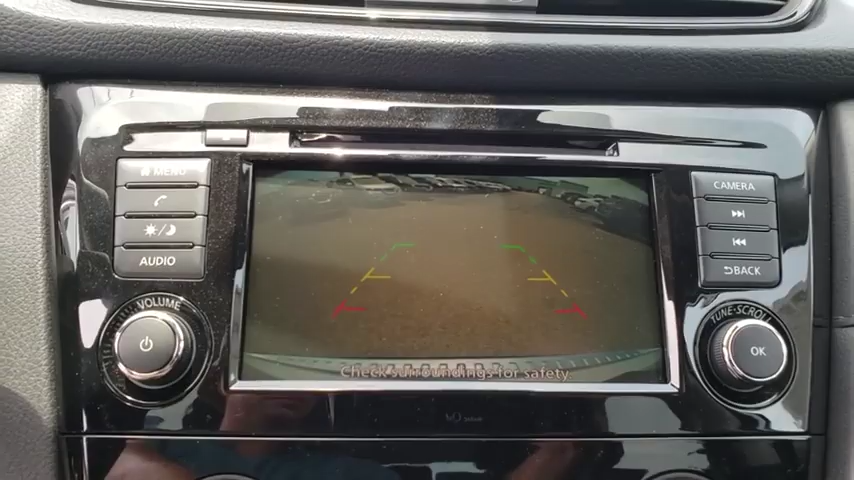 MENU
CAMERA
AUDIO
BACK
VOLUME
TUNE·SCROLL
OK
Check surroundings for safety.